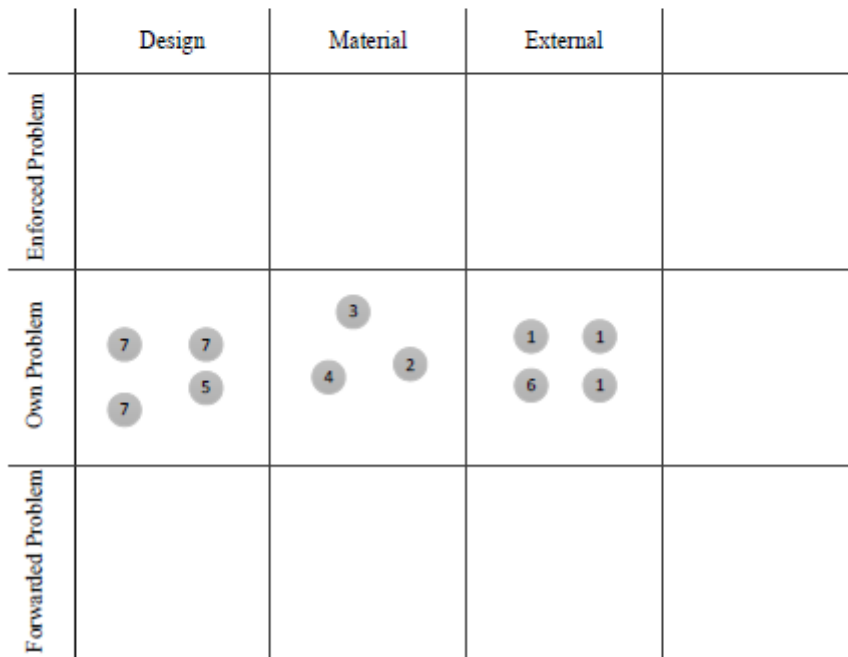 Design Material External
Enforced Problem
Own Problem
3
7 7 1 1
4 2
7 5 6 1
Forwarded Problem